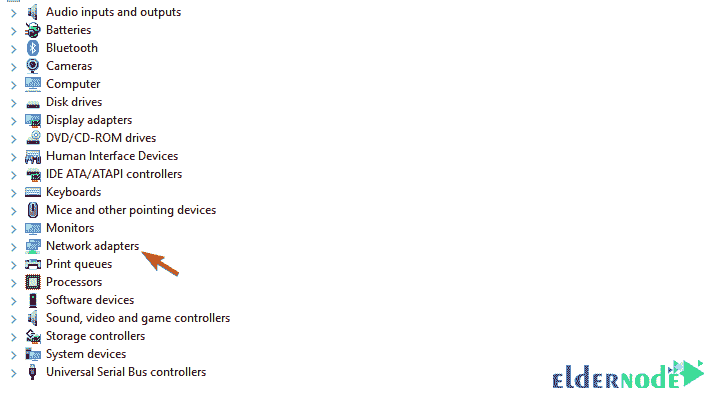 Audio inputs and outputs
Batteries
Bluetooth
Cameras
Computer
Disk drives
Display adapters
DVD/CD-ROM drives
Human Interface Devices
IDE ATA/ATAPI controllers
Keyboards
Mice and other pointing devices
Monitors
Network adapters
Print queues
Processors
Software devices
Sound, video and game controllers
Storage controllers
System devices
Universal Serial Bus controllers
elderNode